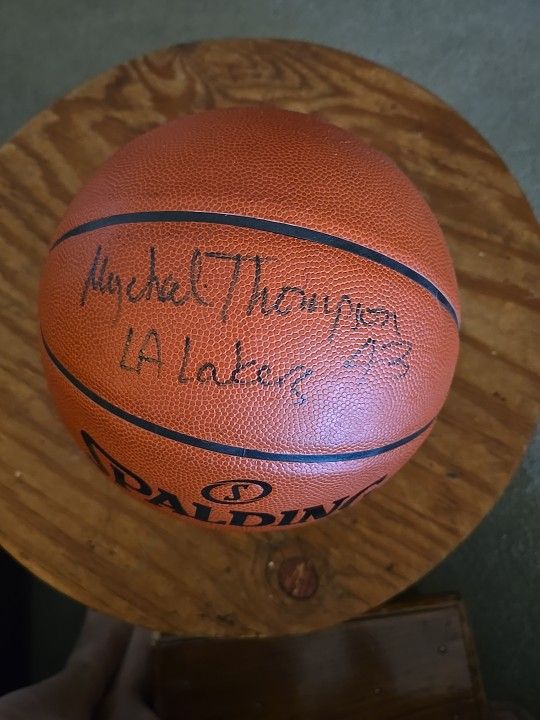 Mychal Thompson
LA Lakers 43
SPALDING